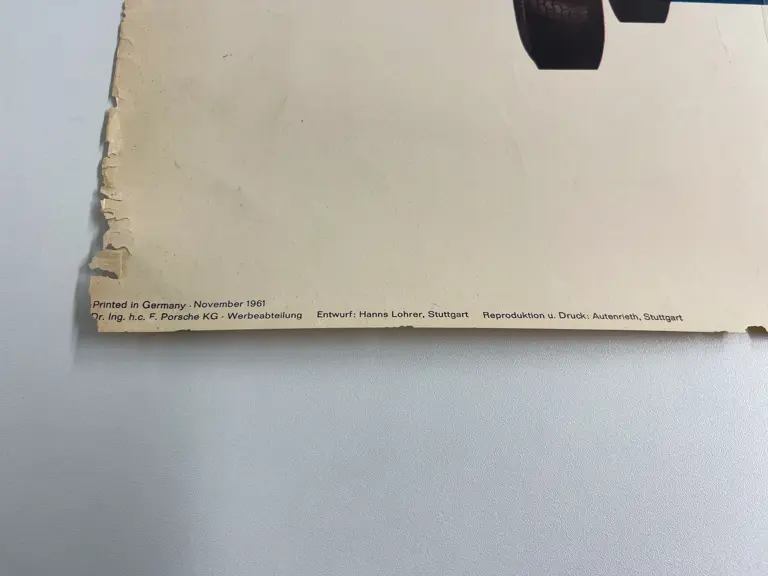 Printed in Germany · November 1961
Dr. Ing. h.c. F. Porsche KG · Werbeabteilung Entwurf: Hanns Lohrer, Stuttgart Reproduktion u. Druck: Autenrieth, Stuttgart